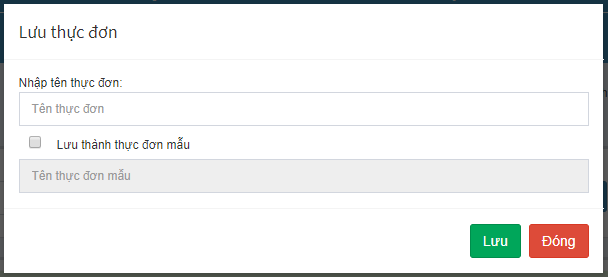 Lưu thực đơn
Nhập tên thực đơn:
Tên thực đơn
Lưu thành thực đơn mẫu
Tên thực đơn mẫu
Lưu Đóng